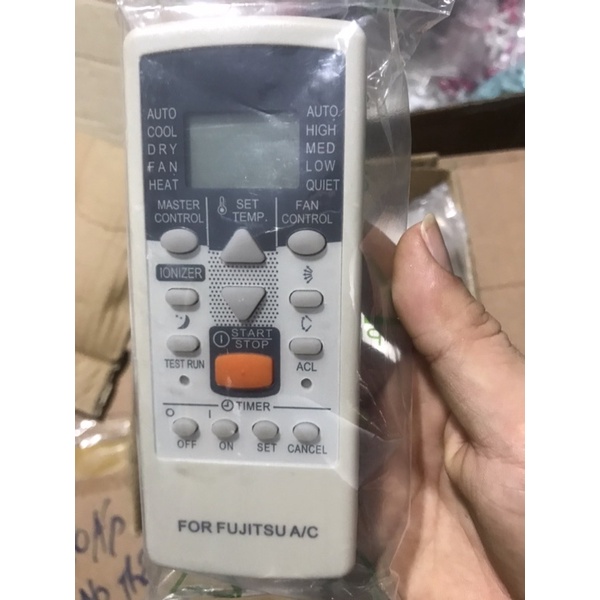 AUTO
COOL
DRY
FAN
HEAT
AUTO
HIGH
MED
LOW
QUIET
MASTER
CONTROL
SET
TEMP.
FAN
CONTROL
IONIZER
START
STOP
TEST RUN
ACL
TIMER
O
I
OFF
ON
SET
CANCEL
FOR FUJITSU A/C